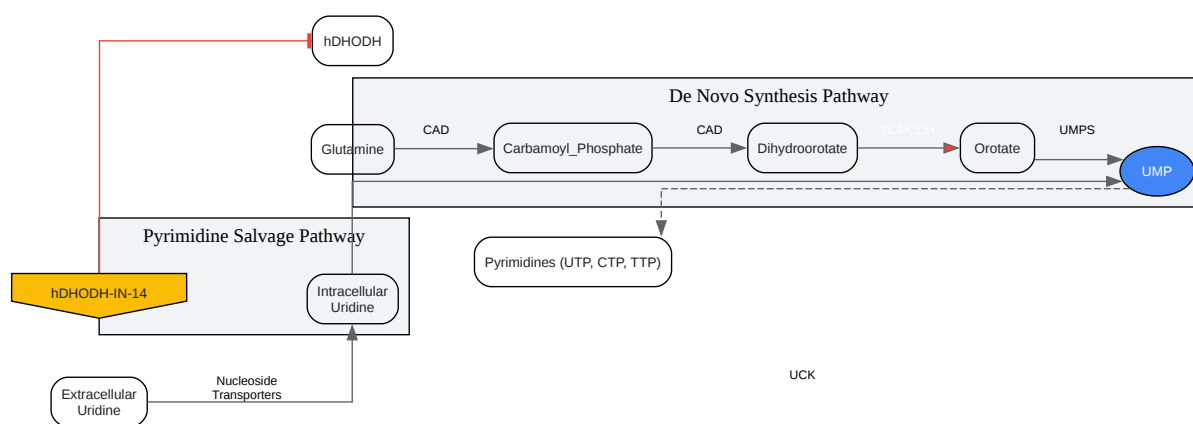 hDHODH
De Novo Synthesis Pathway
CAD
CAD
hDHODH
UMPS
Glutamine
Carbamoyl_Phosphate
Dihydroorotate
Orotate
UMP
Pyrimidine Salvage Pathway
Pyrimidines (UTP, CTP, TTP)
hDHODH-IN-14
Intracellular
Uridine
Nucleoside
Transporters
UCK
Extracellular
Uridine